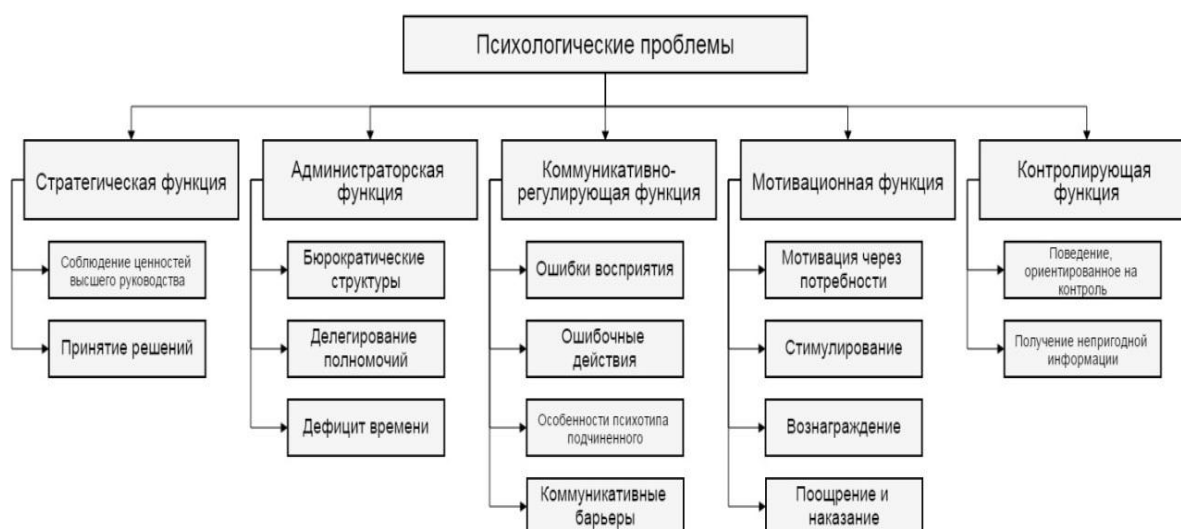 Психологические проблемы
Стратегическая функция
Соблюдение ценностей
высшего руководства
Принятие решений
Администраторская
функция
Бюрократические
структуры
Делегирование
полномочий
Дефицит времени
Коммуникативно-
регулирующая функция
Ошибки восприятия
Ошибочные
действия
Особенности психотипа
подчиненного
Коммуникативные
барьеры
Мотивационная функция
Мотивация через
потребности
Стимулирование
Вознаграждение
Поощрение и
наказание
Контролирующая
функция
Поведение,
ориентированное на
контроль
Получение непригодной
информации